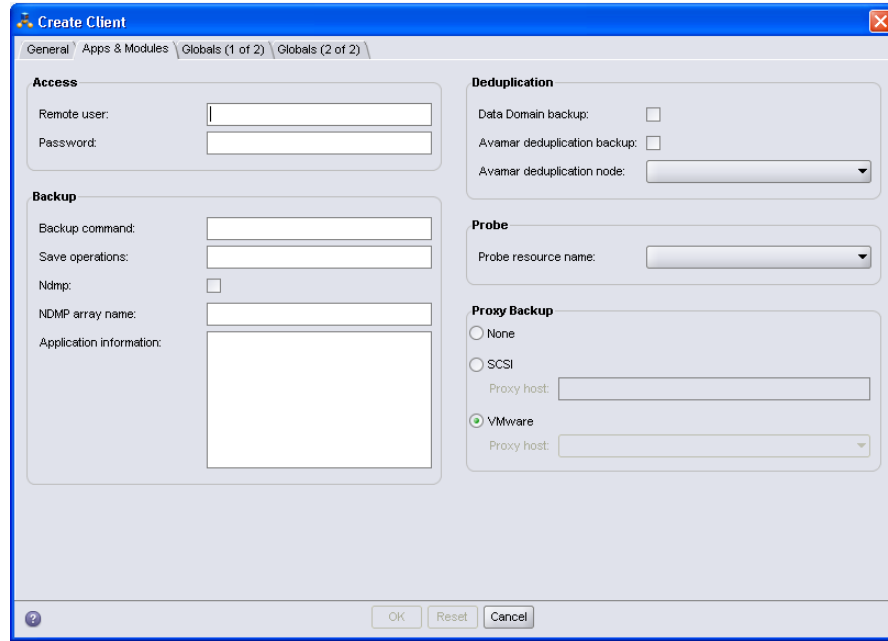 Create Client
General
Apps & Modules
Globals (1 of 2)
Globals (2 of 2)
Access
Remote user:
Password:
Backup
Backup command:
Save operations:
Ndmp:
NDMP array name:
Application information:
Deduplication
Data Domain backup:
Avamar deduplication backup:
Avamar deduplication node:
Probe
Probe resource name:
Proxy Backup
None
SCSI
Proxy host:
VMware
Proxy host:
?
OK
Reset
Cancel